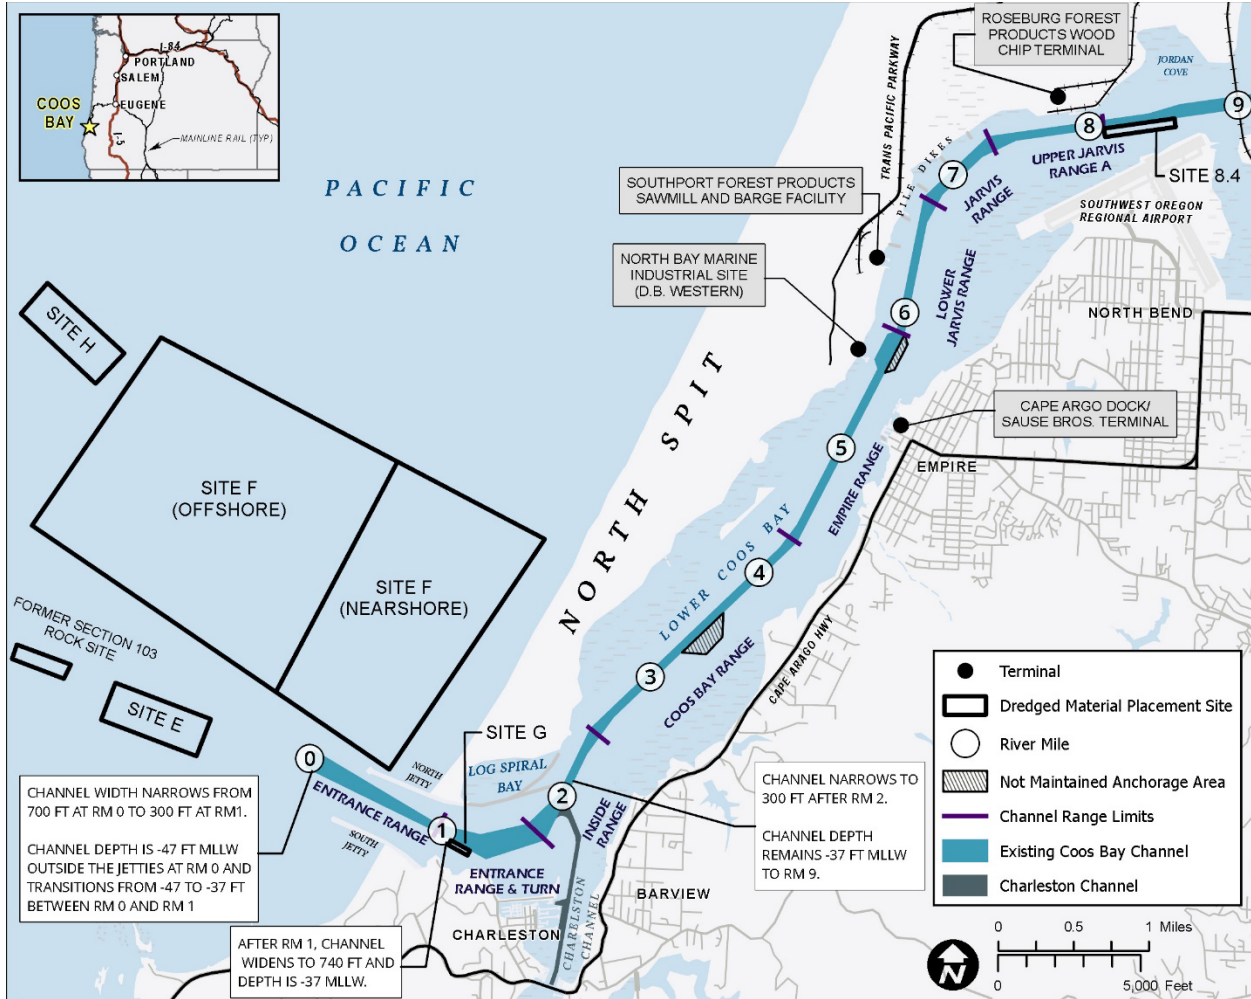 I-84
PORTLAND
SALEM
EUGENE
COOS
BAY
I-5
MAINLINE RAIL (TYP)
PACIFIC
OCEAN
ROSEBURG FOREST
PRODUCTS WOOD
CHIP TERMINAL
JORDAN
COVE
TRANS PACIFIC PARKWAY
PILE DIKES
9
8
7
UPPER JARVIS
RANGE A
JARVIS
RANGE
SITE 8.4
SOUTHWEST OREGON
REGIONAL AIRPORT
SOUTHPORT FOREST PRODUCTS
SAWMILL AND BARGE FACILITY
NORTH BAY MARINE
INDUSTRIAL SITE
(D.B. WESTERN)
LOWER
JARVIS RANGE
6
NORTH BEND
SITE H
NORTH SPIT
CAPE ARGO DOCK/
SAUSE BROS. TERMINAL
5
EMPIRE RANGE
EMPIRE
SITE F
(OFFSHORE)
SITE F
(NEARSHORE)
LOWER COOS BAY
4
3
COOS BAY RANGE
CAPE ARAGO HWY
FORMER SECTION 103
ROCK SITE
SITE E
SITE G
0
NORTH
JETTY
LOG SPIRAL
BAY
ENTRANCE RANGE
SOUTH
JETTY
1
2
INSIDE
RANGE
ENTRANCE
RANGE & TURN
CHARLESTON
CHARELSTON
CHANNEL
BARVIEW
CHANNEL WIDTH NARROWS FROM
700 FT AT RM 0 TO 300 FT AT RM1.
CHANNEL DEPTH IS -47 FT MLLW
OUTSIDE THE JETTIES AT RM 0 AND
TRANSITIONS FROM -47 TO -37 FT
BETWEEN RM 0 AND RM 1
AFTER RM 1, CHANNEL
WIDENS TO 740 FT AND
DEPTH IS -37 MLLW.
CHANNEL NARROWS TO
300 FT AFTER RM 2.
CHANNEL DEPTH
REMAINS -37 FT MLLW
TO RM 9.
Terminal
Dredged Material Placement Site
River Mile
Not Maintained Anchorage Area
Channel Range Limits
Existing Coos Bay Channel
Charleston Channel
N
0 0.5 1 Miles
0 5,000 Feet